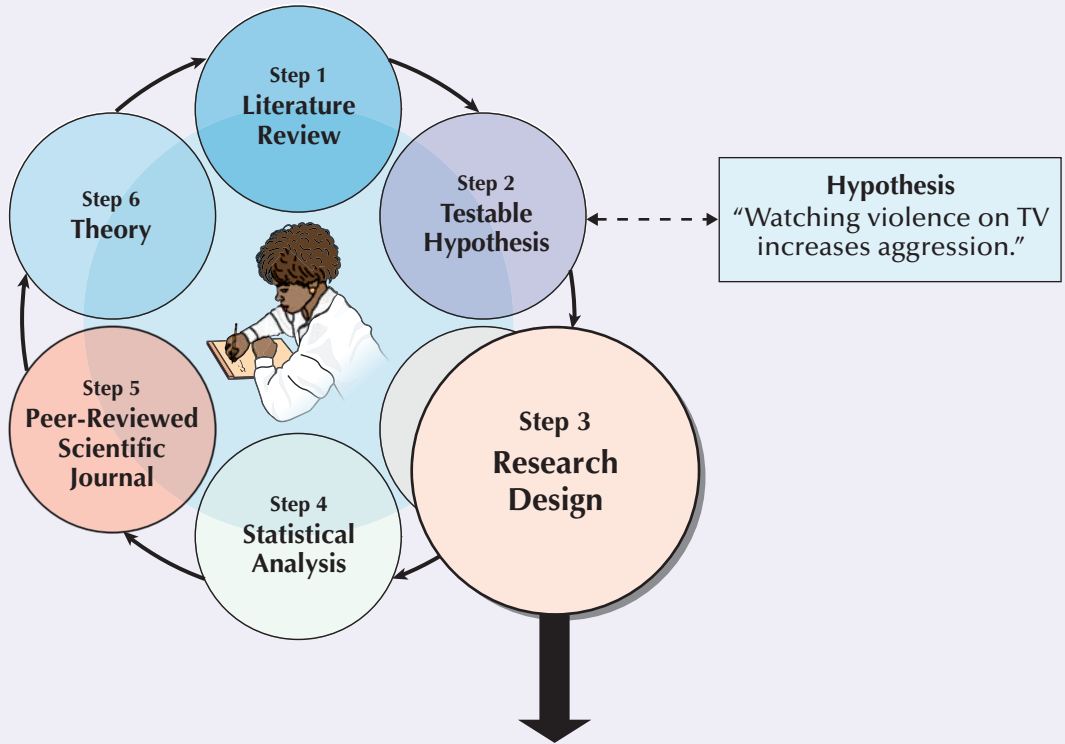 Step 1
Literature
Review
Step 2
Testable
Hypothesis
Hypothesis
“Watching violence on TV
increases aggression.”
Step 3
Research
Design
Step 4
Statistical
Analysis
Step 5
Peer-Reviewed
Scientific
Journal
Step 6
Theory